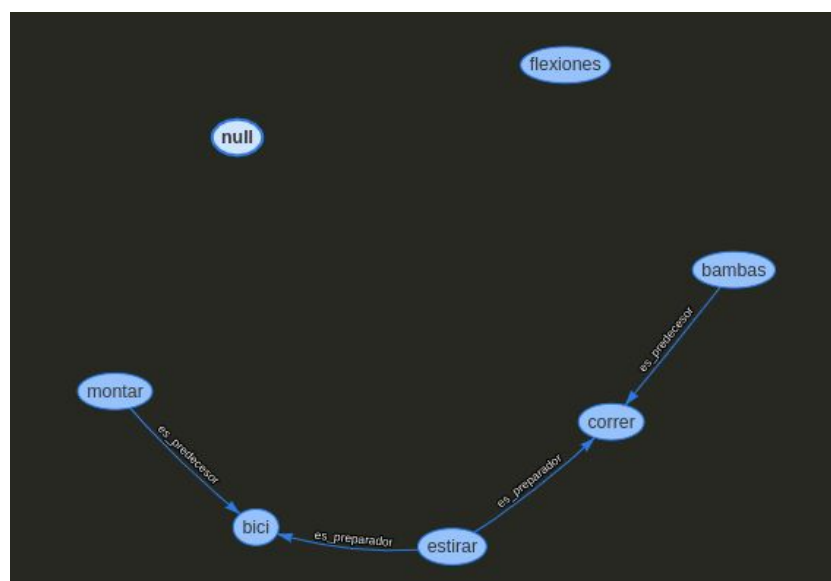 flexiones
null
bambas
es_predecesor
montar
correr
es_predecesor
es_preparador
bici
es_preparador
estirar